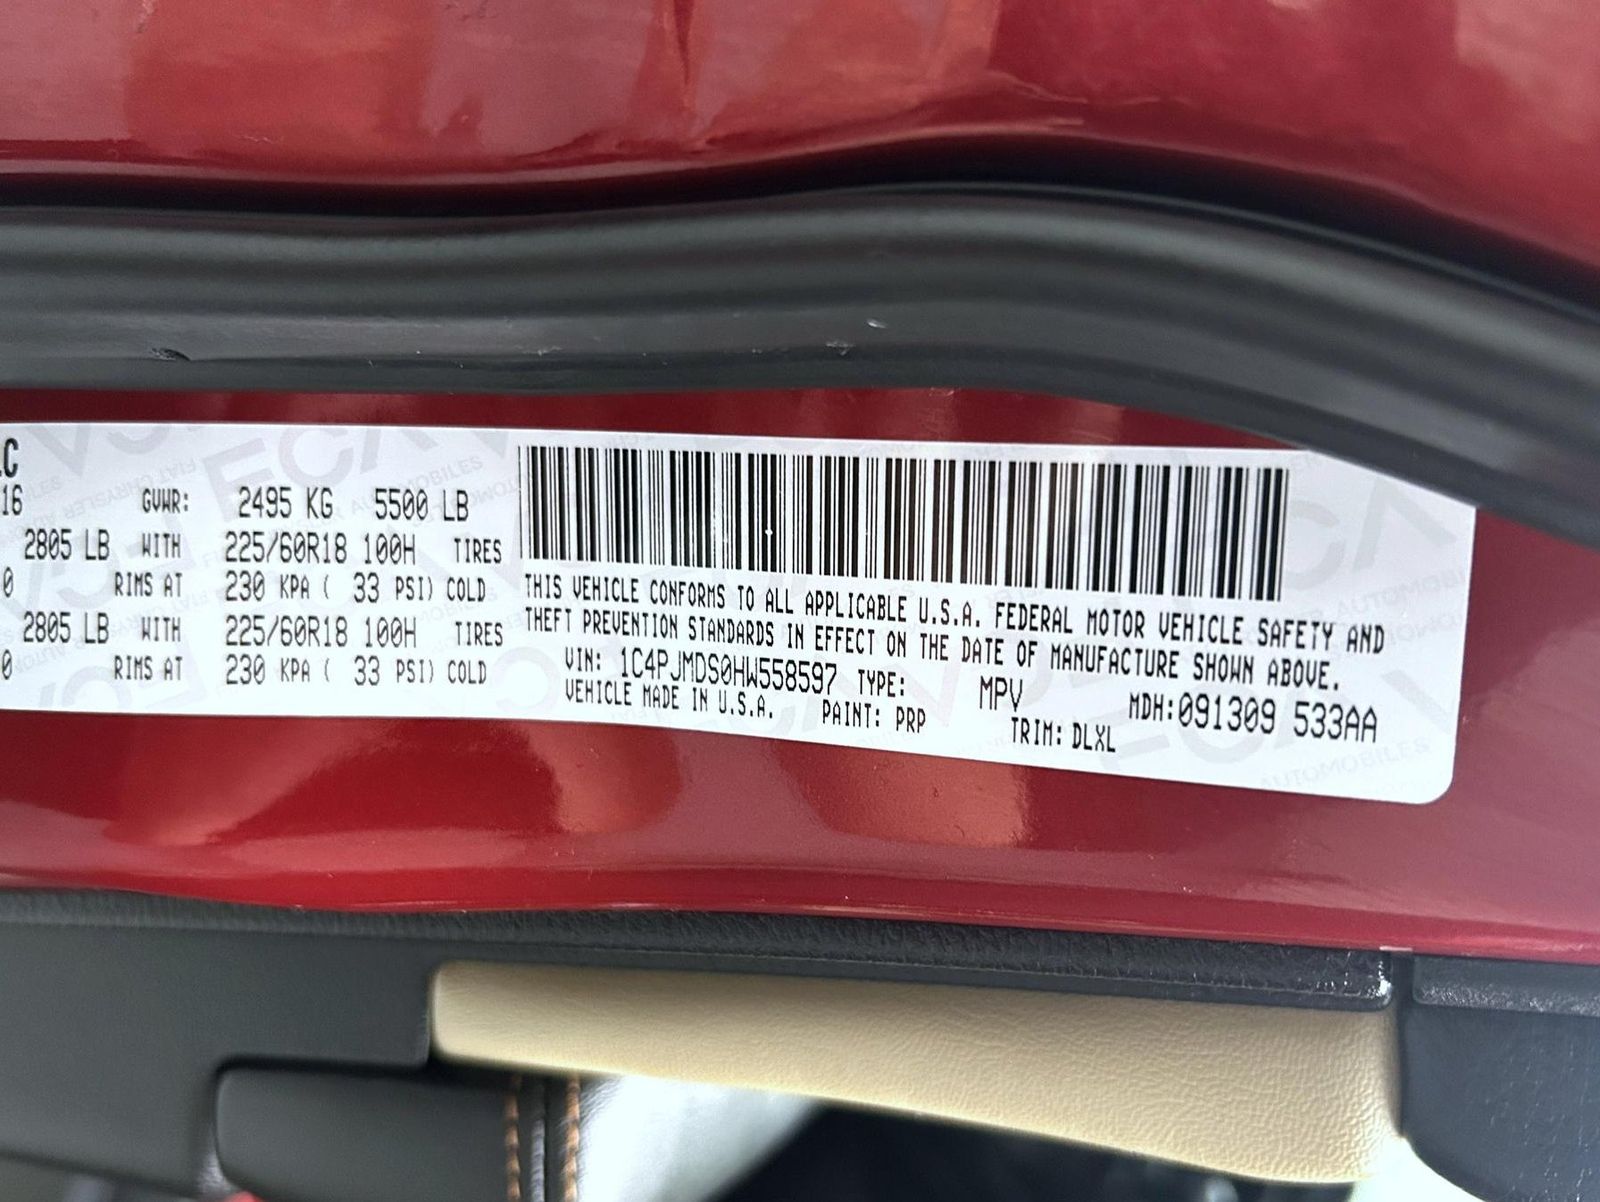 LC
16 GVWR: 2495 KG 5500 LB
2805 LB WITH 225/60R18 100H TIRES
0 RIMS AT 230 KPA ( 33 PSI) COLD
2805 LB WITH 225/60R18 100H TIRES
0 RIMS AT 230 KPA ( 33 PSI) COLD
THIS VEHICLE CONFORMS TO ALL APPLICABLE U.S.A. FEDERAL MOTOR VEHICLE SAFETY AND
THEFT PREVENTION STANDARDS IN EFFECT ON THE DATE OF MANUFACTURE SHOWN ABOVE.
VIN: 1C4PJMDS0HW558597 TYPE: MPV MDH:091309 533AA
VEHICLE MADE IN U.S.A. PAINT: PRP TRIM: DLXL
AUTOMOBILES